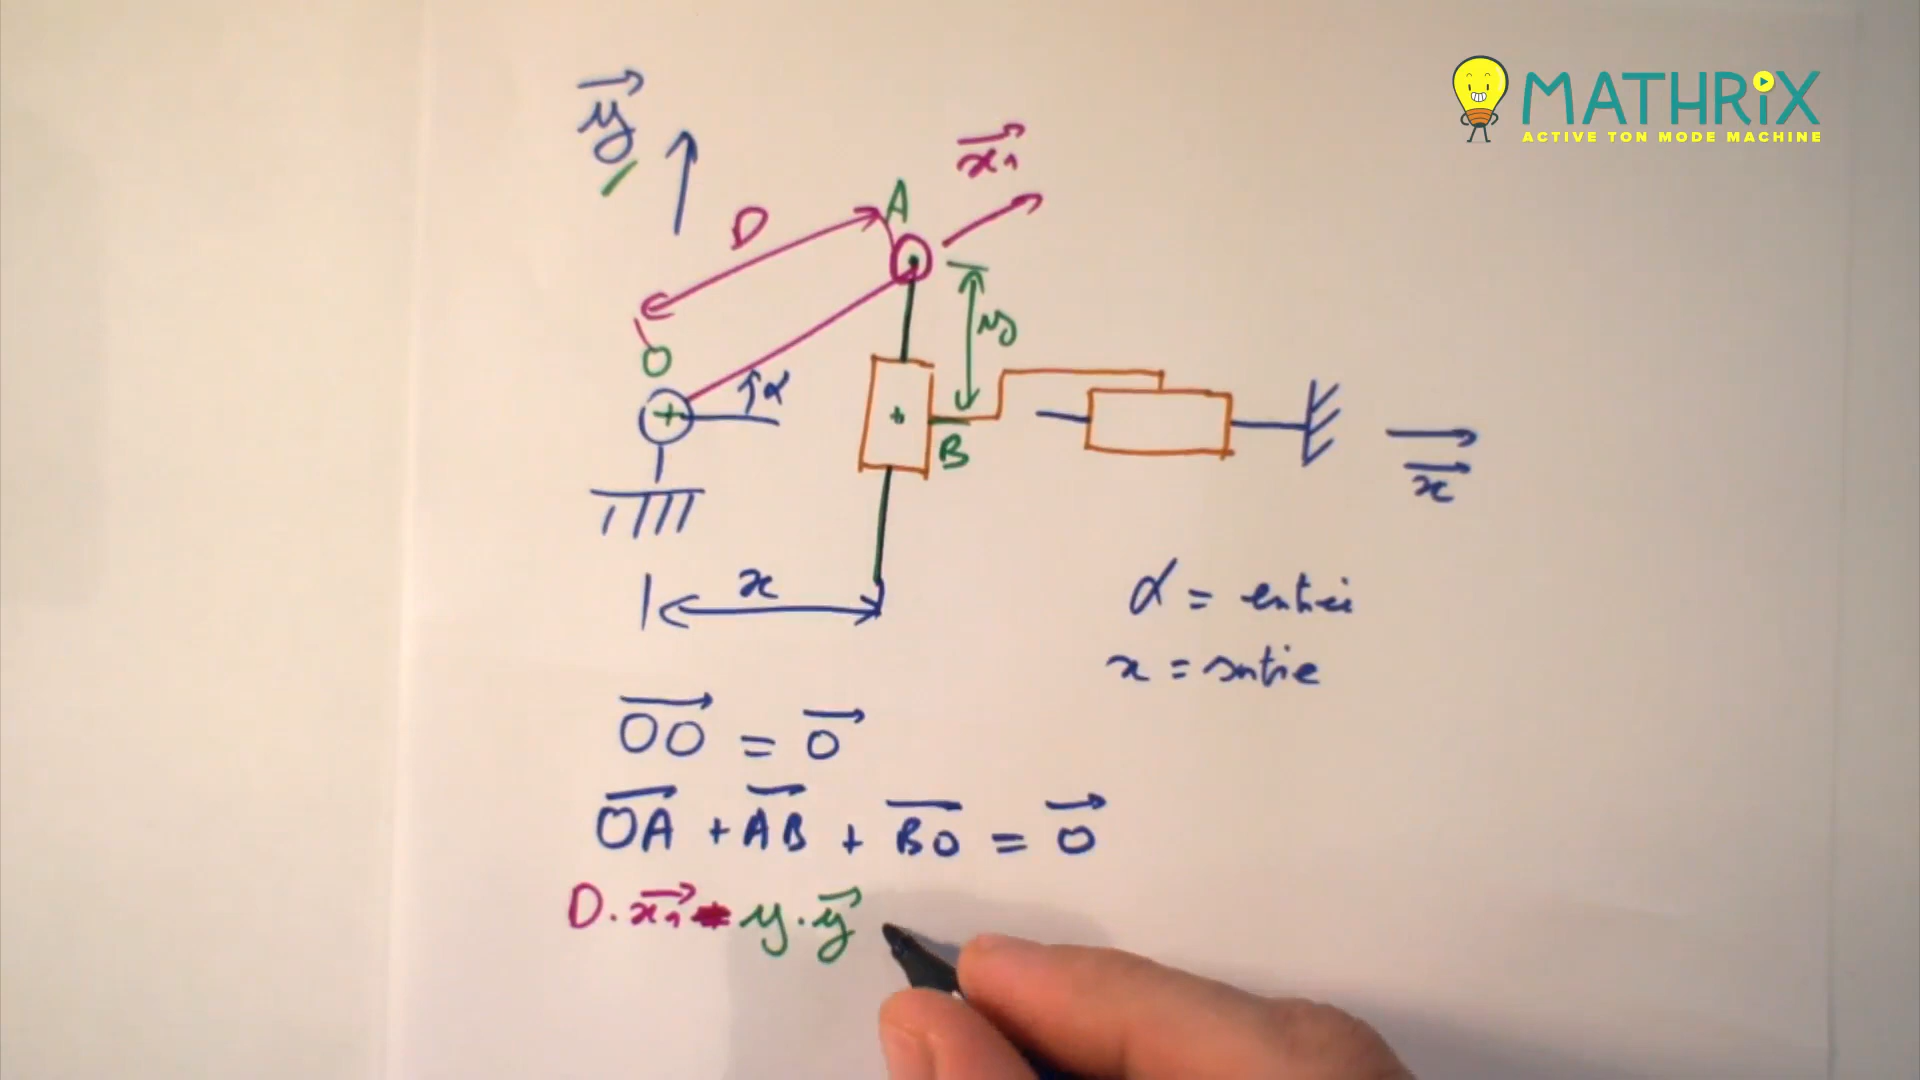 MATHRIX
ACTIVE TON MODE MACHINE
y
x₁
A
D
O
α
y
B
x
x
α = entrée
x = sortie
OO = O
OA + AB + BO = O
D. x₁ - y. y